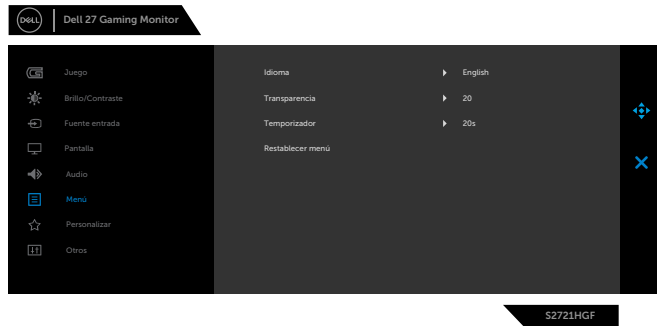 DELL Dell 27 Gaming Monitor
Juego
Brillo/Contraste
Fuente entrada
Pantalla
Audio
Menú
Personalizar
Otros
Idioma English
Transparencia 20
Temporizador 20s
Restablecer menú
S2721HGF